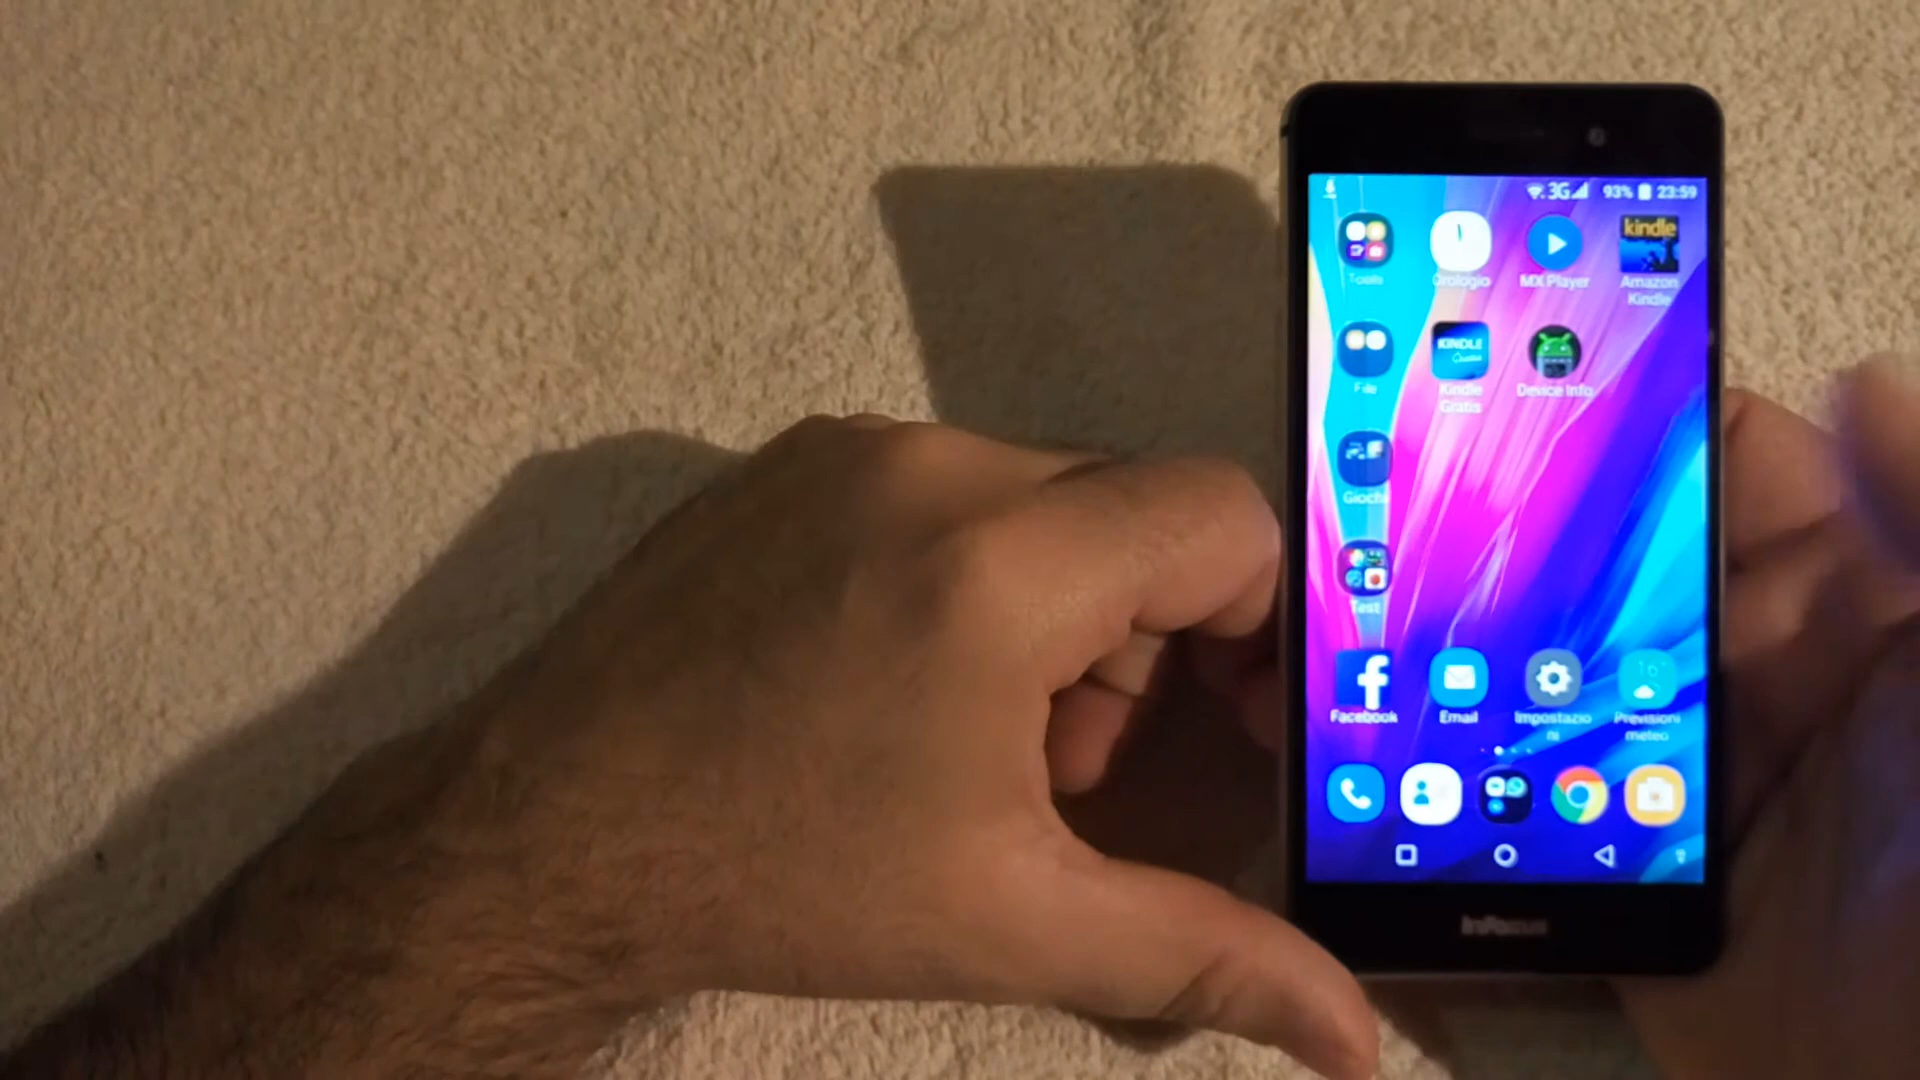 3G 93% 23:59
kindle
Tools Orologio MX Player Amazon
Kindle
KINDLE
File Kindle Device Info
Gratis
Giochi
Test
16°
Facebook Email Impostazio Previsioni
ni meteo
InFocus